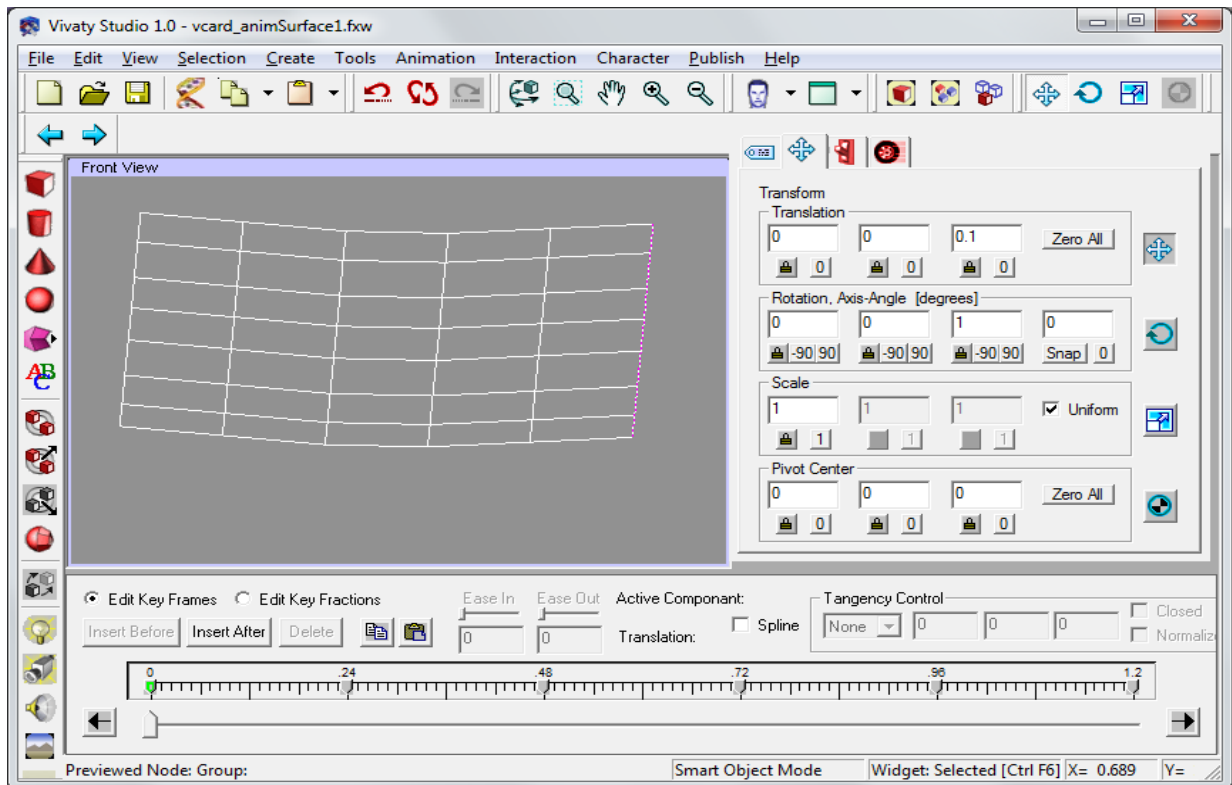 Vivaty Studio 1.0 - vcard_animSurface1.fxw
File Edit View Selection Create Tools Animation Interaction Character Publish Help
Front View
Transform
Translation
0 0 0.1 Zero All
0 0 0
Rotation, Axis-Angle [degrees]
0 0 1 0
-90 90 -90 90 -90 90 Snap 0
Scale
1 1 1 Uniform
1 1 1
Pivot Center
0 0 0 Zero All
0 0 0
ABC
Edit Key Frames Edit Key Fractions Ease In Ease Out Active Componant: Tangency Control
Insert Before Insert After Delete 0 0 Translation: Spline None 0 0 0 Closed
Normaliz
0 .24 .48 .72 .96 1.2
Previewed Node: Group: Smart Object Mode Widget: Selected [Ctrl F6] X= 0.689 Y=